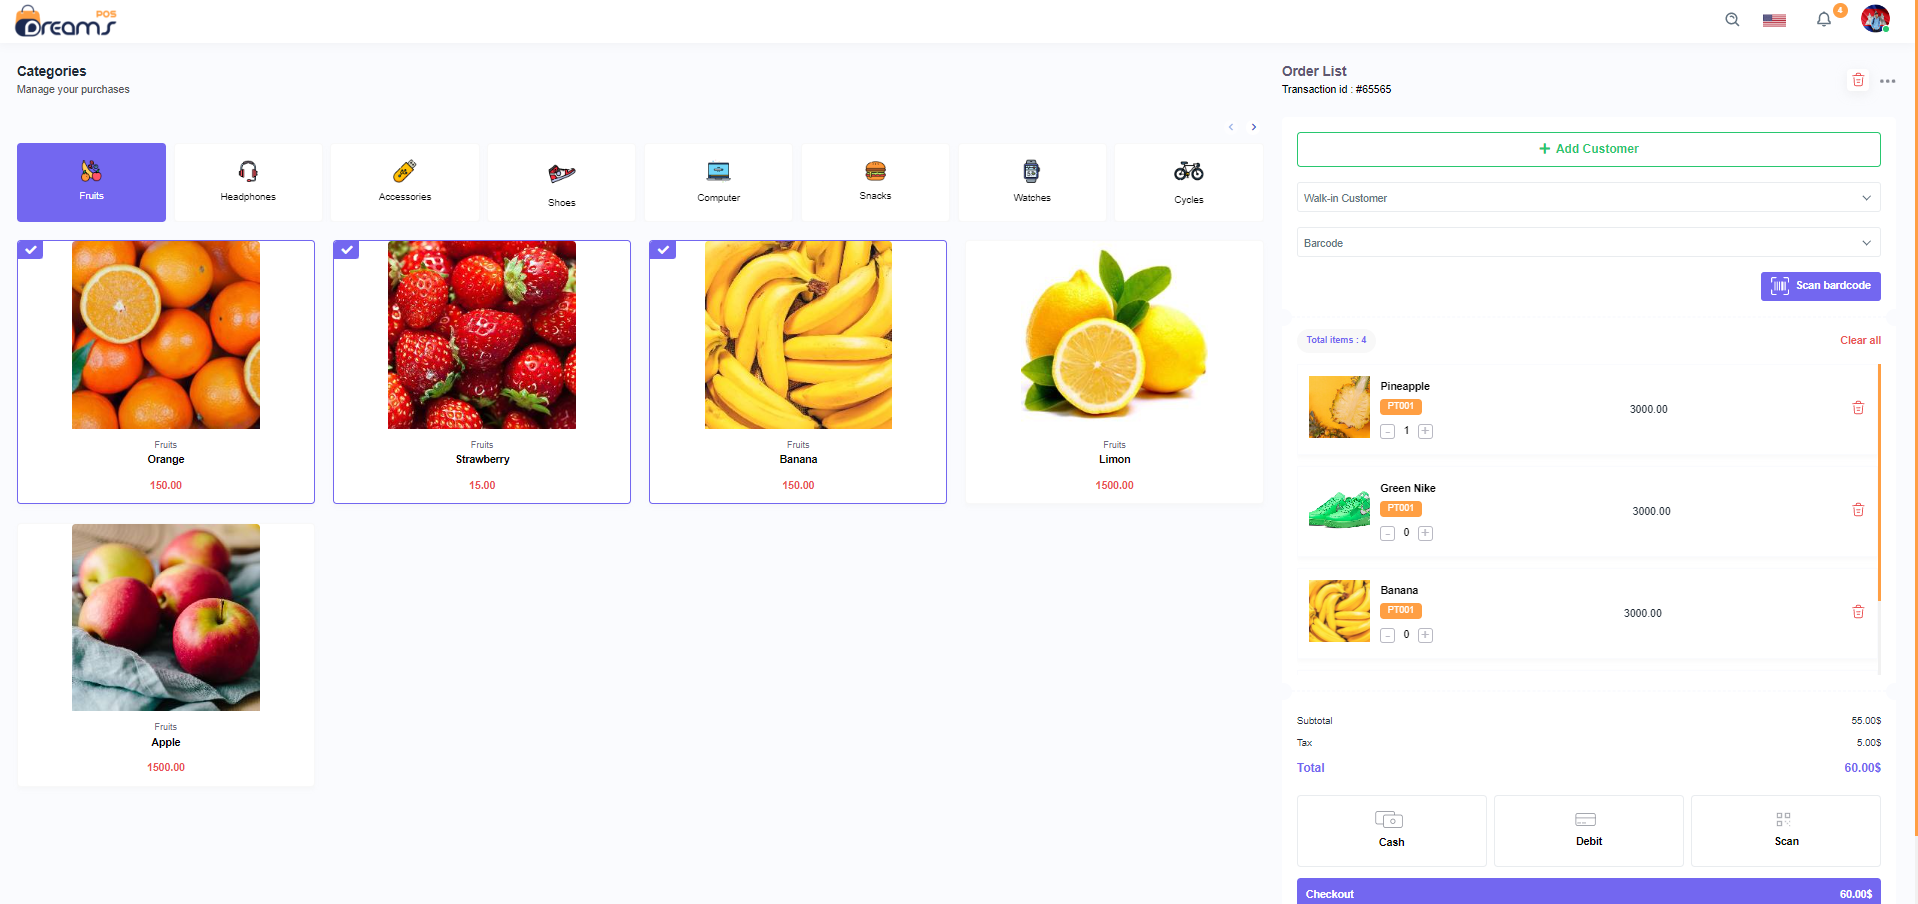 Dreams POS
4
Categories
Manage your purchases
Fruits
Headphones
Accessories
Shoes
Computer
Snacks
Watches
Cycles
Fruits
Orange
150.00
Fruits
Strawberry
15.00
Fruits
Banana
150.00
Fruits
Limon
1500.00
Fruits
Apple
1500.00
Order List
Transaction id : #65565
+ Add Customer
Walk-in Customer
Barcode
Scan bardcode
Total items : 4
Clear all
Pineapple
PT001
- 1 +
3000.00
Green Nike
PT001
- 0 +
3000.00
Banana
PT001
- 0 +
3000.00
Subtotal 55.00$
Tax 5.00$
Total 60.00$
Cash
Debit
Scan
Checkout 60.00$